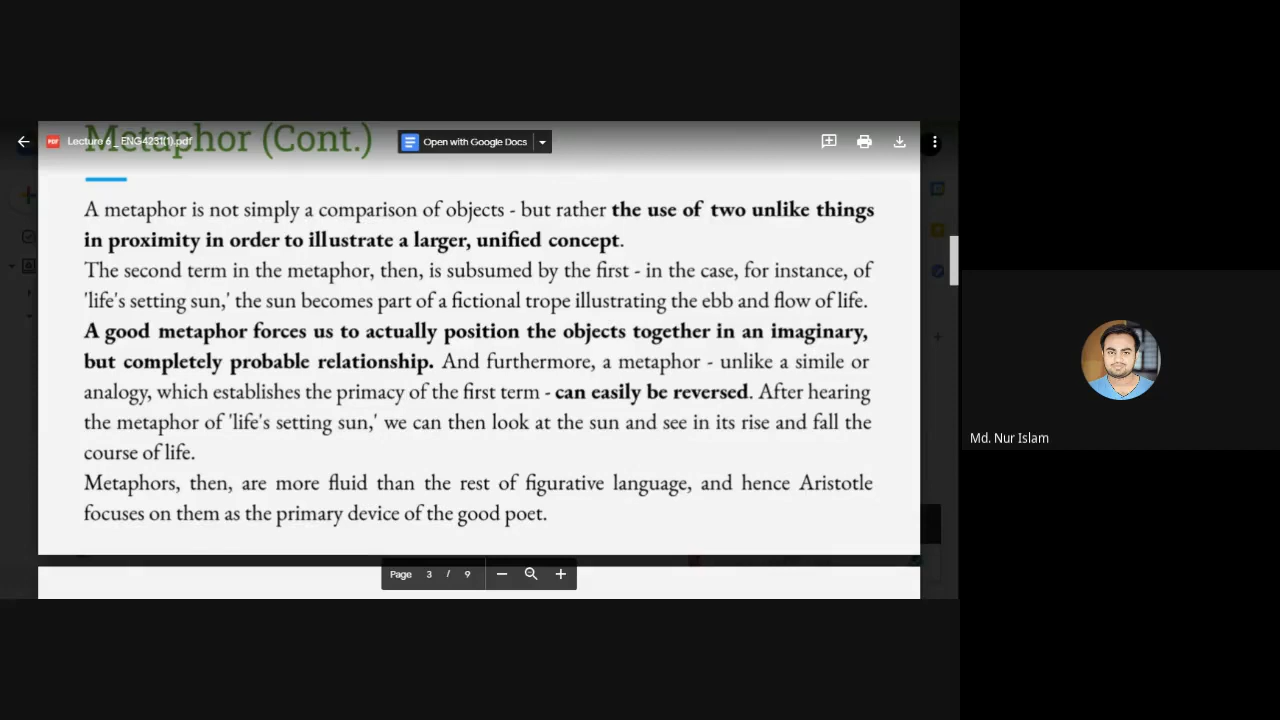 Metaphor (Cont.)
Lecture 6 _ ENG4231(1).pdf
Open with Google Docs
A metaphor is not simply a comparison of objects - but rather the use of two unlike things
in proximity in order to illustrate a larger, unified concept.
The second term in the metaphor, then, is subsumed by the first - in the case, for instance, of
'life's setting sun,' the sun becomes part of a fictional trope illustrating the ebb and flow of life.
A good metaphor forces us to actually position the objects together in an imaginary,
but completely probable relationship. And furthermore, a metaphor - unlike a simile or
analogy, which establishes the primacy of the first term - can easily be reversed. After hearing
the metaphor of 'life's setting sun,' we can then look at the sun and see in its rise and fall the
course of life.
Metaphors, then, are more fluid than the rest of figurative language, and hence Aristotle
focuses on them as the primary device of the good poet.
Page 3 / 9
Md. Nur Islam